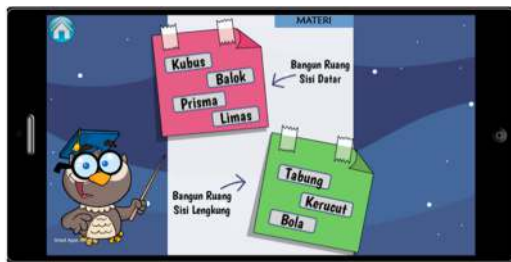 MATERI
Kubus
Balok
Prisma
Limas
Bangun Ruang
Sisi Datar
Tabung
Kerucut
Bola
Bangun Ruang
Sisi Lengkung